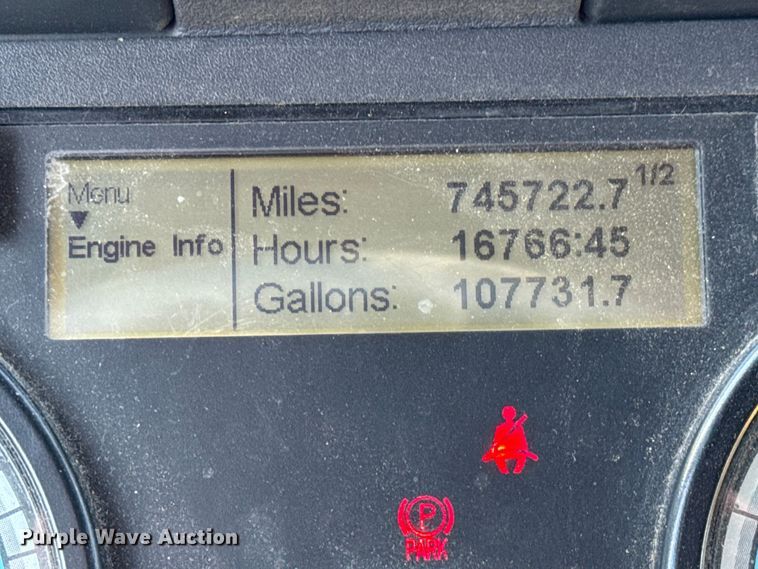 Menu
Engine Info
1/2
Miles: 745722.7
Hours: 16766:45
Gallons: 107731.7
P
PARK
Purple Wave Auction